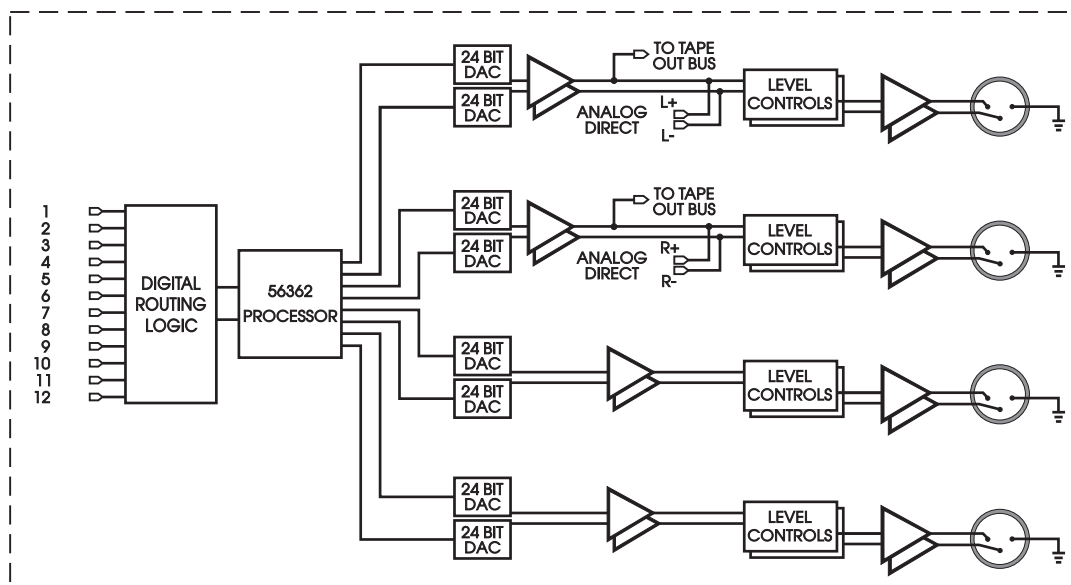 1
2
3
4
5
6
7
8
9
10
11
12
DIGITAL
ROUTING
LOGIC
56362
PROCESSOR
24 BIT
DAC
24 BIT
DAC
TO TAPE
OUT BUS
ANALOG
DIRECT
L+
L-
LEVEL
CONTROLS
24 BIT
DAC
24 BIT
DAC
TO TAPE
OUT BUS
ANALOG
DIRECT
R+
R-
LEVEL
CONTROLS
24 BIT
DAC
24 BIT
DAC
LEVEL
CONTROLS
24 BIT
DAC
24 BIT
DAC
LEVEL
CONTROLS